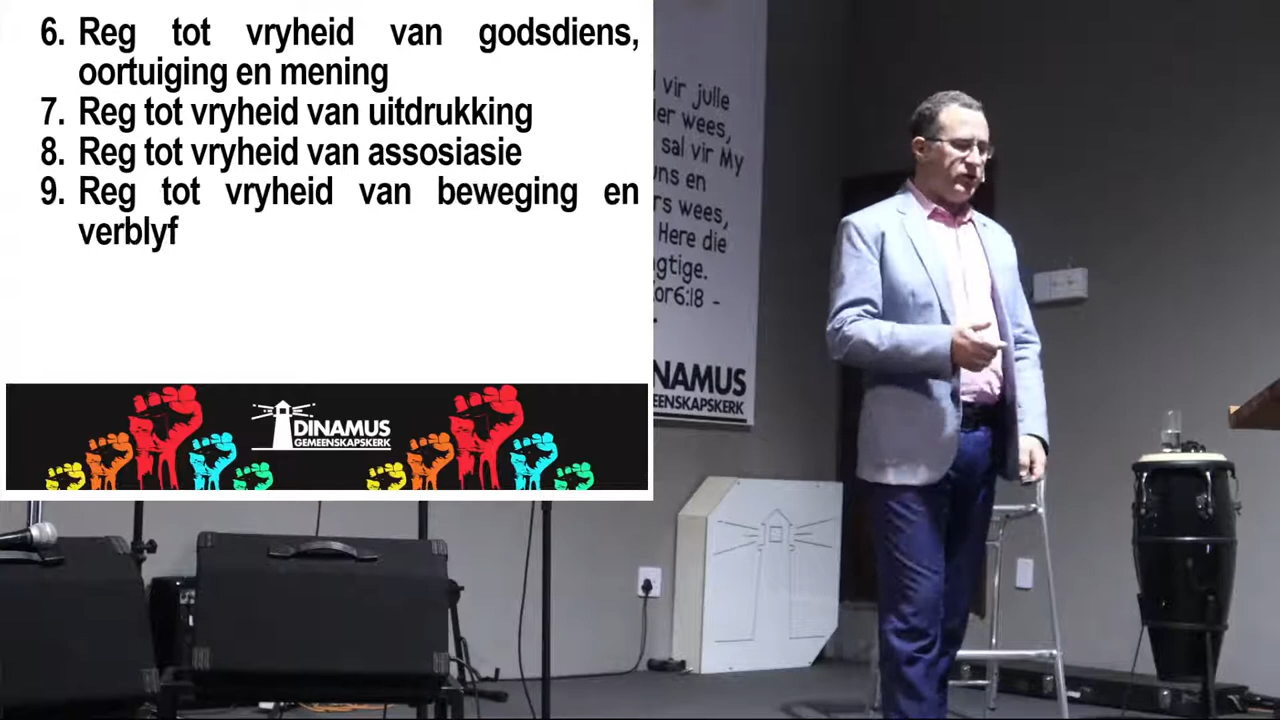 6. Reg tot vryheid van godsdiens,
oortuiging en mening
7. Reg tot vryheid van uitdrukking
8. Reg tot vryheid van assosiasie
9. Reg tot vryheid van beweging en
verblyf
DINAMUS
GEMEENSKAPSKERK
vir julle
wees,
sal vir My
en
wees,
Here die
6:18 -